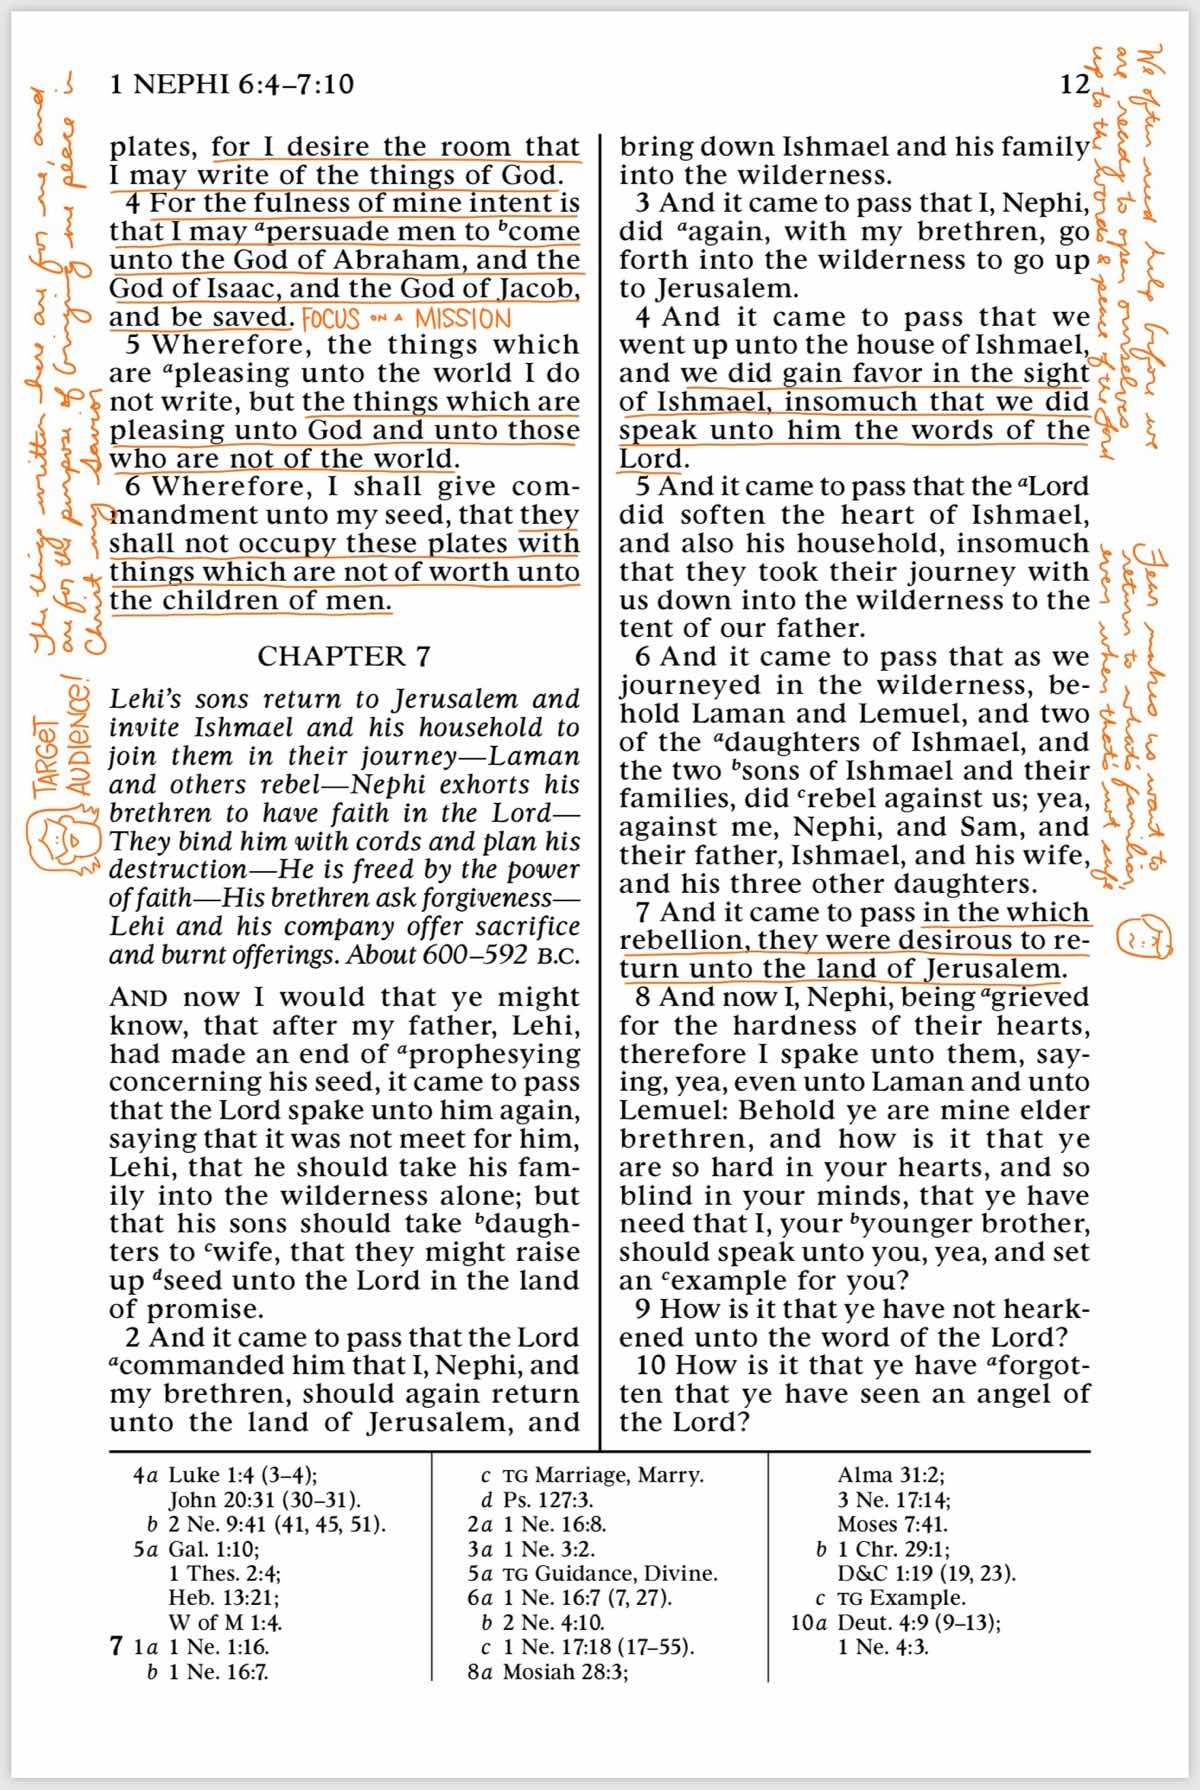 1 NEPHI 6:4–7:10
12
plates, for I desire the room that
I may write of the things of God.
4 For the fulness of mine intent is
that I may ᵃpersuade men to ᵇcome
unto the God of Abraham, and the
God of Isaac, and the God of Jacob,
and be saved. FOCUS ON A MISSION
5 Wherefore, the things which
are ᵃpleasing unto the world I do
not write, but the things which are
pleasing unto God and unto those
who are not of the world.
6 Wherefore, I shall give com-
mandment unto my seed, that they
shall not occupy these plates with
things which are not of worth unto
the children of men.
CHAPTER 7
Lehi’s sons return to Jerusalem and
invite Ishmael and his household to
join them in their journey—Laman
and others rebel—Nephi exhorts his
brethren to have faith in the Lord—
They bind him with cords and plan his
destruction—He is freed by the power
of faith—His brethren ask forgiveness—
Lehi and his company offer sacrifice
and burnt offerings. About 600–592 B.C.
AND now I would that ye might
know, that after my father, Lehi,
had made an end of ᵃprophesying
concerning his seed, it came to pass
that the Lord spake unto him again,
saying that it was not meet for him,
Lehi, that he should take his fam-
ily into the wilderness alone; but
that his sons should take ᵇdaugh-
ters to ᶜwife, that they might raise
up ᵈseed unto the Lord in the land
of promise.
2 And it came to pass that the Lord
ᵃcommanded him that I, Nephi, and
my brethren, should again return
unto the land of Jerusalem, and
bring down Ishmael and his family
into the wilderness.
3 And it came to pass that I, Nephi,
did ᵃagain, with my brethren, go
forth into the wilderness to go up
to Jerusalem.
4 And it came to pass that we
went up unto the house of Ishmael,
and we did gain favor in the sight
of Ishmael, insomuch that we did
speak unto him the words of the
Lord.
5 And it came to pass that the ᵃLord
did soften the heart of Ishmael,
and also his household, insomuch
that they took their journey with
us down into the wilderness to the
tent of our father.
6 And it came to pass that as we
journeyed in the wilderness, be-
hold Laman and Lemuel, and two
of the ᵃdaughters of Ishmael, and
the two ᵇsons of Ishmael and their
families, did ᶜrebel against us; yea,
against me, Nephi, and Sam, and
their father, Ishmael, and his wife,
and his three other daughters.
7 And it came to pass in the which
rebellion, they were desirous to re-
turn unto the land of Jerusalem.
8 And now I, Nephi, being ᵃgrieved
for the hardness of their hearts,
therefore I spake unto them, say-
ing, yea, even unto Laman and unto
Lemuel: Behold ye are mine elder
brethren, and how is it that ye
are so hard in your hearts, and so
blind in your minds, that ye have
need that I, your ᵇyounger brother,
should speak unto you, yea, and set
an ᶜexample for you?
9 How is it that ye have not heark-
ened unto the word of the Lord?
10 How is it that ye have ᵃforgot-
ten that ye have seen an angel of
the Lord?
4a Luke 1:4 (3–4);
John 20:31 (30–31).
b 2 Ne. 9:41 (41, 45, 51).
5a Gal. 1:10;
1 Thes. 2:4;
Heb. 13:21;
W of M 1:4.
7 1a 1 Ne. 1:16.
b 1 Ne. 16:7.
c TG Marriage, Marry.
d Ps. 127:3.
2a 1 Ne. 16:8.
3a 1 Ne. 3:2.
5a TG Guidance, Divine.
6a 1 Ne. 16:7 (7, 27).
b 2 Ne. 4:10.
c 1 Ne. 17:18 (17–55).
8a Mosiah 28:3;
Alma 31:2;
3 Ne. 17:14;
Moses 7:41.
b 1 Chr. 29:1;
D&C 1:19 (19, 23).
c TG Example.
10a Deut. 4:9 (9–13);
1 Ne. 4:3.
The things written here are for me, and
are for the purpose of bringing me peace in
Christ my Savior
TARGET
AUDIENCE!
We often need help before we
are ready to open ourselves
up to the words & peace of the Lord
Fear makes us want to
return to what's familiar,
even when that's not safe